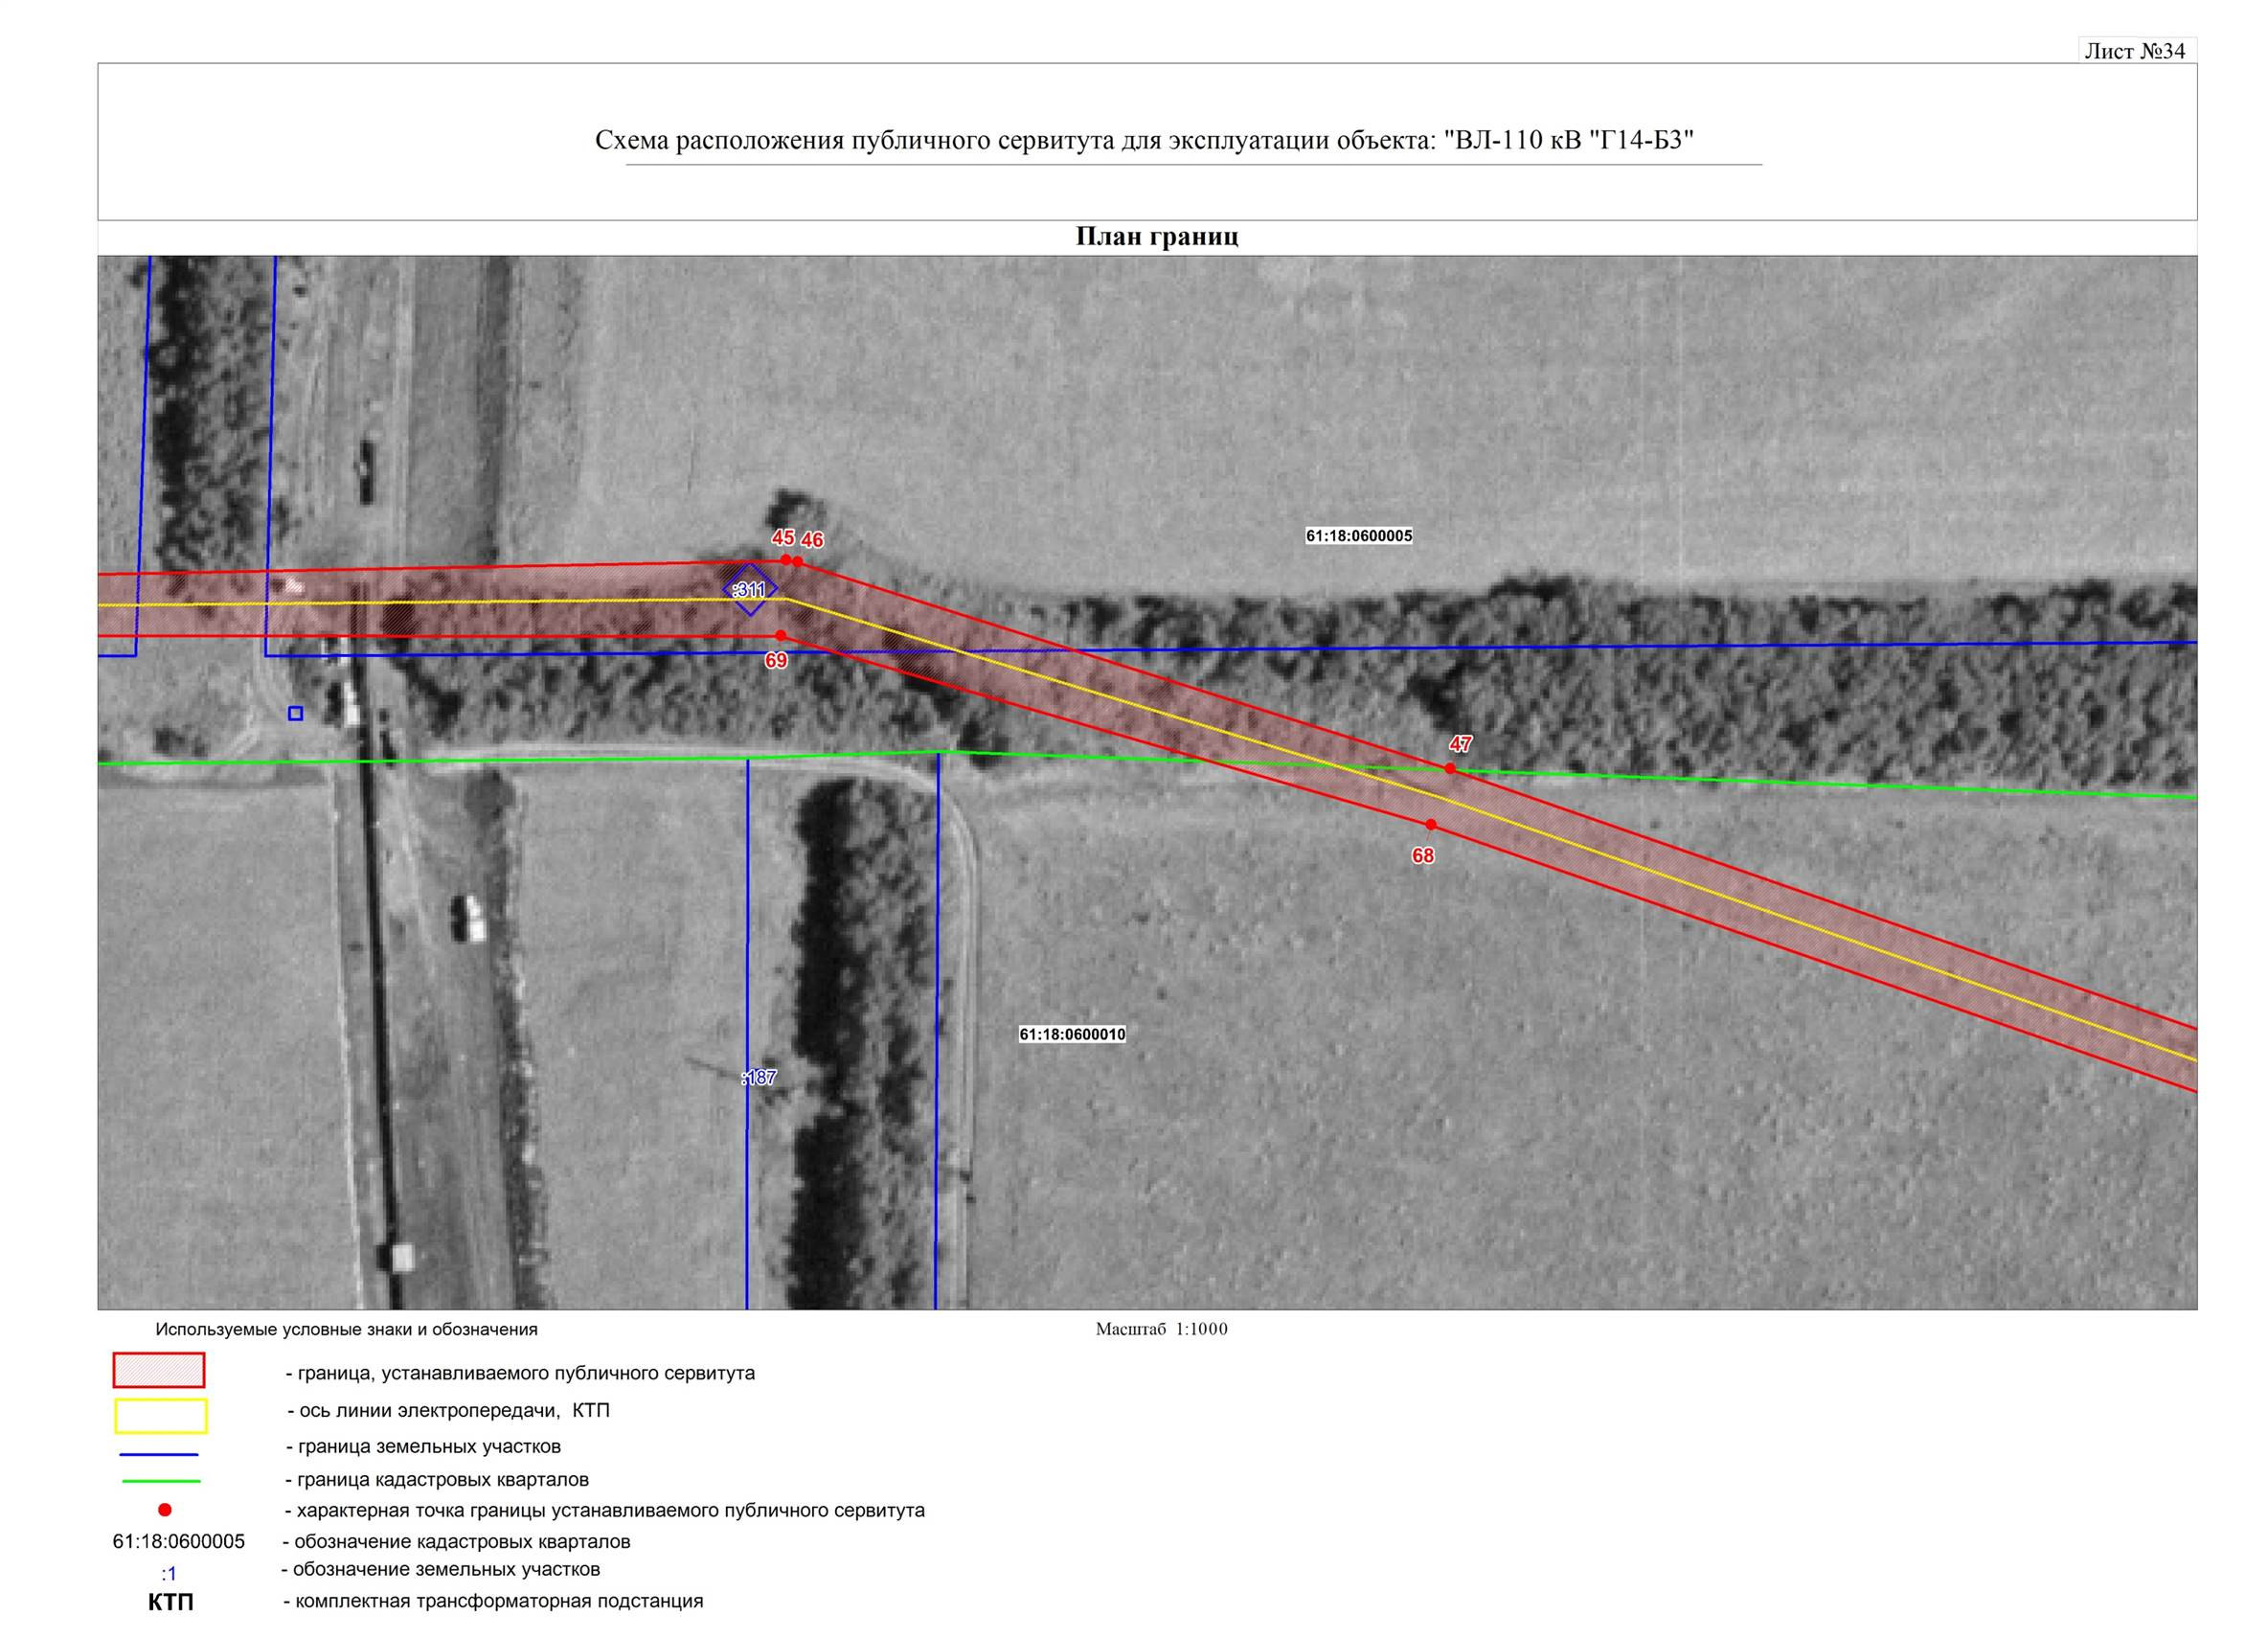 Лист №34
Схема расположения публичного сервитута для эксплуатации объекта: "ВЛ-110 кВ "Г14-Б3"
План границ
61:18:0600005
45 46
:311
69
47
68
61:18:0600010
:187
Используемые условные знаки и обозначения
Масштаб 1:1000
- граница, устанавливаемого публичного сервитута
- ось линии электропередачи, КТП
- граница земельных участков
- граница кадастровых кварталов
- характерная точка границы устанавливаемого публичного сервитута
61:18:0600005 - обозначение кадастровых кварталов
:1 - обозначение земельных участков
КТП - комплектная трансформаторная подстанция